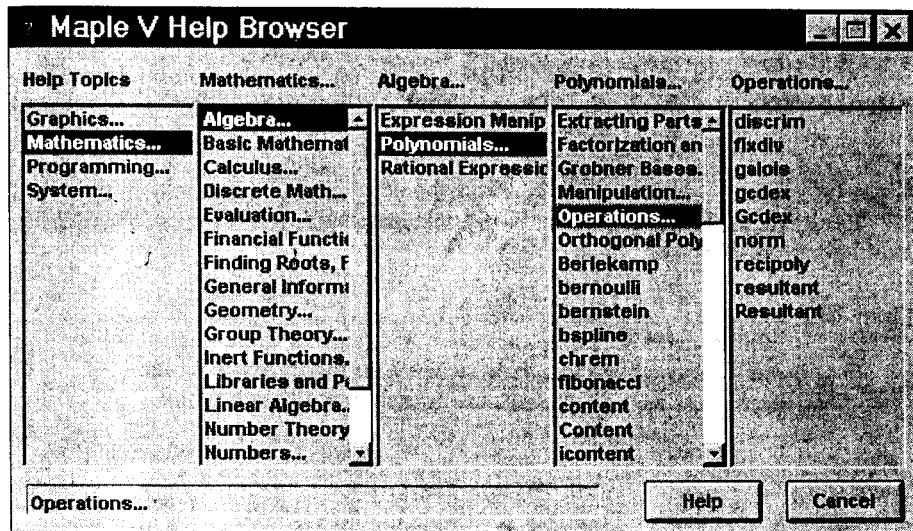 Maple V Help Browser
Help Topics
Graphics...
Mathematics...
Programming...
System...
Mathematics...
Algebra...
Basic Mathemat
Calculus...
Discrete Math...
Evaluation...
Financial Functi
Finding Roots, F
General Informa
Geometry...
Group Theory...
Inert Functions.
Libraries and Pa
Linear Algebra..
Number Theory
Numbers...
Algebra...
Expression Manip
Polynomials...
Rational Expressio
Polynomials...
Extracting Parts
Factorization an
Grobner Bases.
Manipulation...
Operations...
Orthogonal Poly
Berlekamp
bernoulli
bernstein
bspline
chrem
fibonacci
content
Content
icontent
Operations...
discrim
fixdiv
galois
gcdex
Gcdex
norm
recipoly
resultant
Resultant
Operations...
Help
Cancel